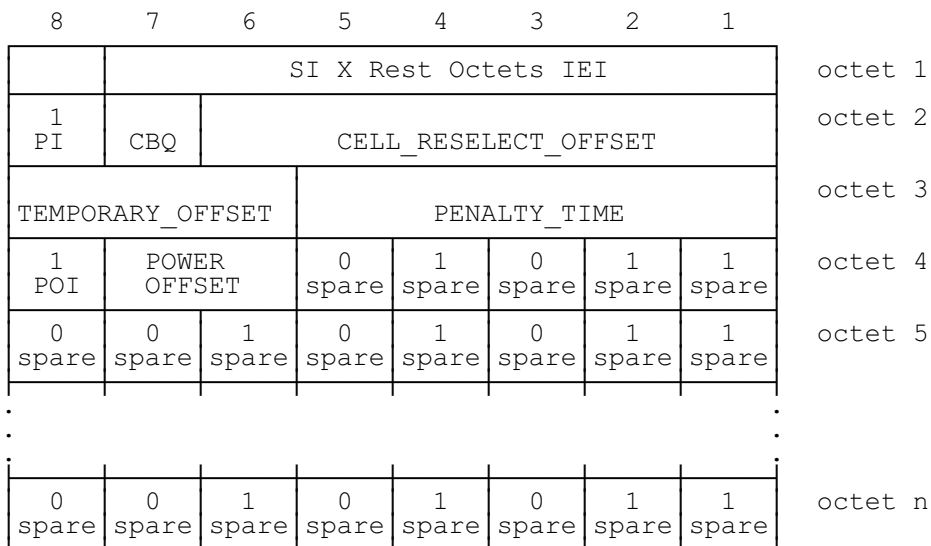 8 7 6 5 4 3 2 1
SI X Rest Octets IEI octet 1
1 octet 2
PI CBQ CELL_RESELECT_OFFSET
octet 3
TEMPORARY_OFFSET PENALTY_TIME
1 POWER 0 1 0 1 1 octet 4
POI OFFSET spare spare spare spare spare
0 0 1 0 1 0 1 1 octet 5
spare spare spare spare spare spare spare spare
0 0 1 0 1 0 1 1 octet n
spare spare spare spare spare spare spare spare